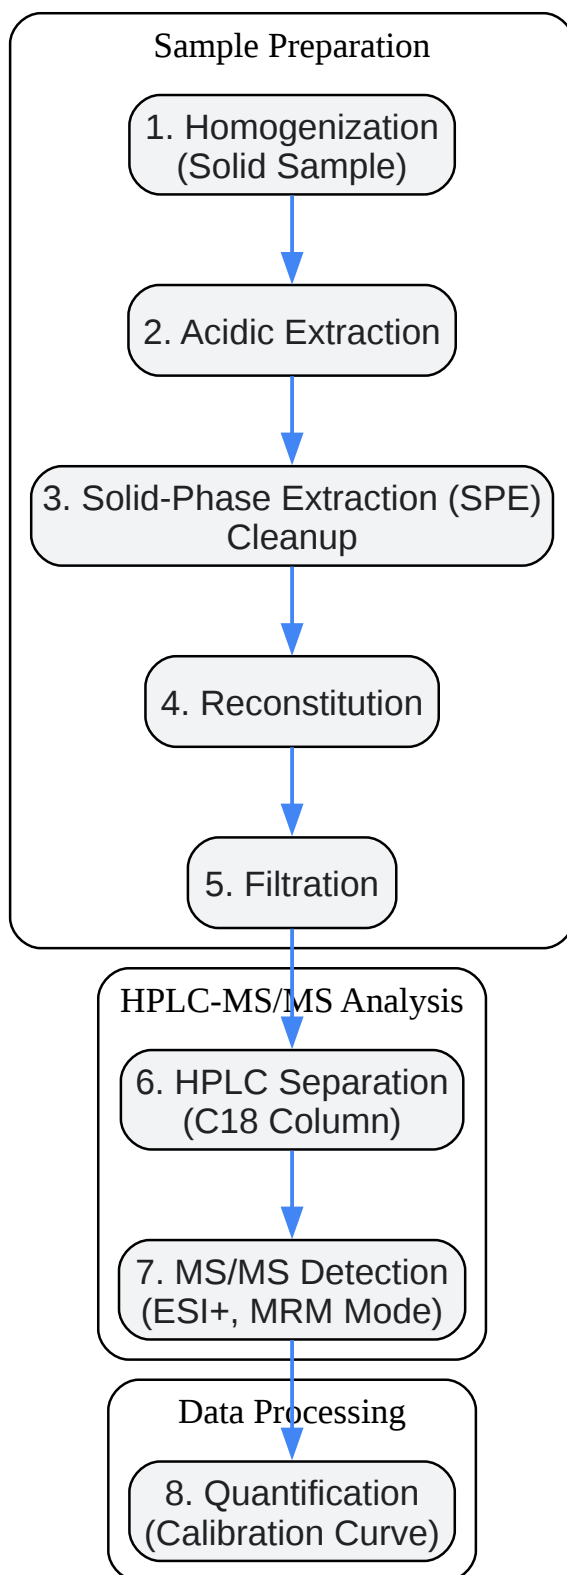 Sample Preparation
1. Homogenization
(Solid Sample)
2. Acidic Extraction
3. Solid-Phase Extraction (SPE)
Cleanup
4. Reconstitution
5. Filtration
HPLC-MS/MS Analysis
6. HPLC Separation
(C18 Column)
7. MS/MS Detection
(ESI+, MRM Mode)
Data Processing
8. Quantification
(Calibration Curve)